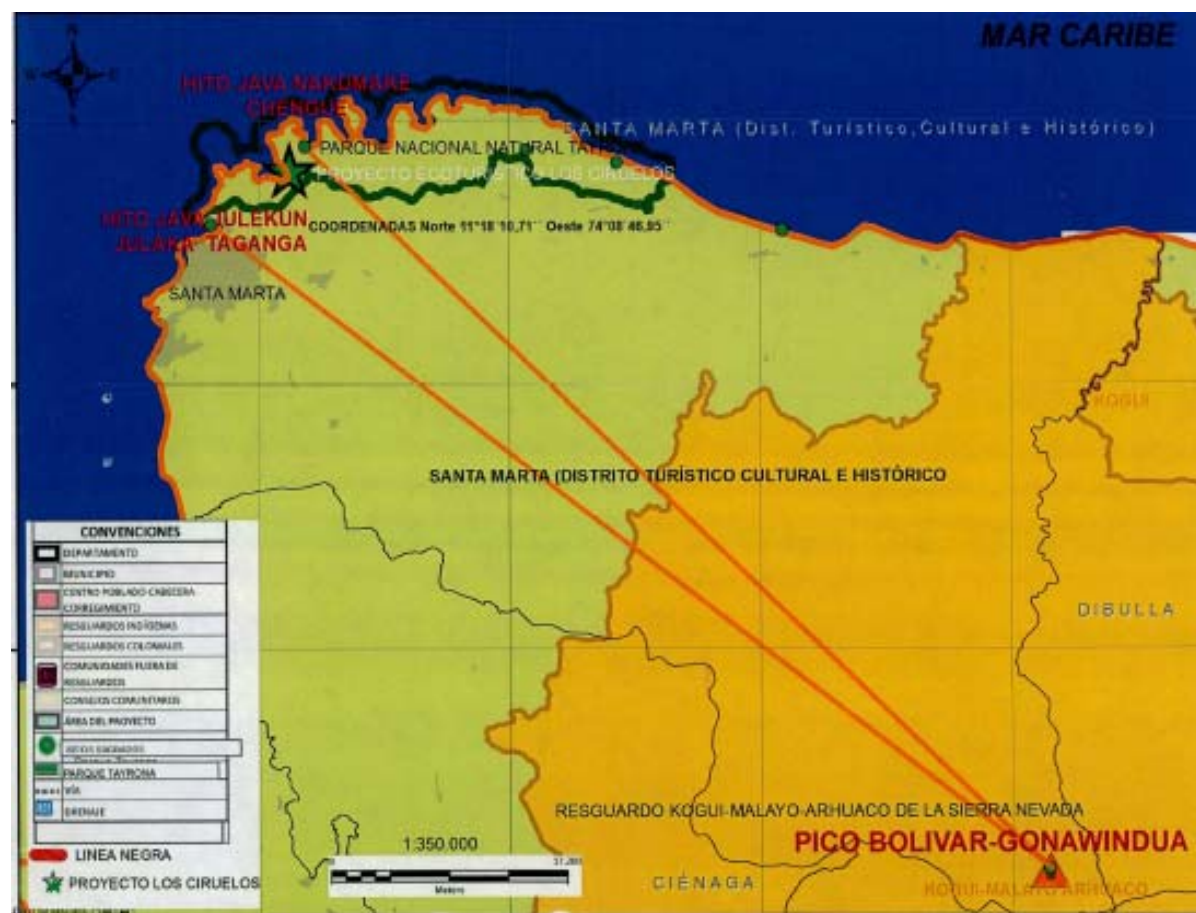 MAR CARIBE
N
W E
HITO JAVA NAKUMAKE
CHENGUE
SANTA MARTA (Dist. Turístico, Cultural e Histórico)
PARQUE NACIONAL NATURAL TAYRONA
PROYECTO ECOTURISTICO LOS CIRUELOS
HITO JAVA JULEKUN
JULAKA TAGANGA
COORDENADAS Norte 11°18´10,71´´ Oeste 74°08´46,95´´
SANTA MARTA
KOGUI
SANTA MARTA (DISTRITO TURÍSTICO CULTURAL E HISTÓRICO
DIBULLA
CONVENCIONES
DEPARTAMENTO
MUNICIPIO
CENTRO POBLADO-CABECERA
CORREGIMIENTO
RESGUARDOS INDÍGENAS
RESGUARDOS COLONIALES
COMUNIDADES FUERA DE
RESGUARDOS
CONSEJOS COMUNITARIOS
ÁREA DEL PROYECTO
SITIOS SAGRADOS
PARQUE TAYRONA
VÍA
DRENAJE
LINEA NEGRA
PROYECTO LOS CIRUELOS
RESGUARDO KOGUI-MALAYO-ARHUACO DE LA SIERRA NEVADA
PICO BOLIVAR-GONAWINDUA
1:350.000
Meters
CIÉNAGA
KOGUI-MALAYO ARHUACO